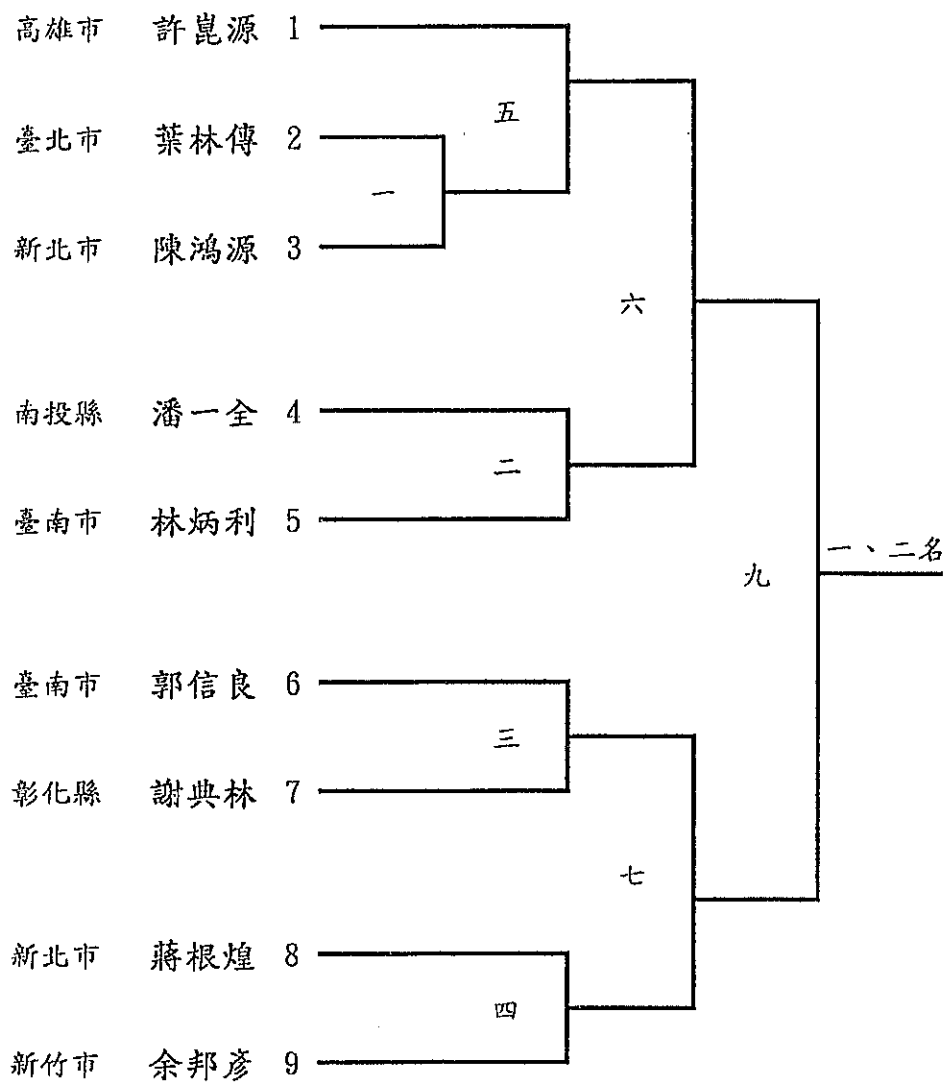 高雄市 許崑源 1
五
臺北市 葉林傳 2
一
新北市 陳鴻源 3
六
南投縣 潘一全 4
二
臺南市 林炳利 5
一、二名
九
臺南市 郭信良 6
三
彰化縣 謝典林 7
七
新北市 蔣根煌 8
四
新竹市 余邦彥 9